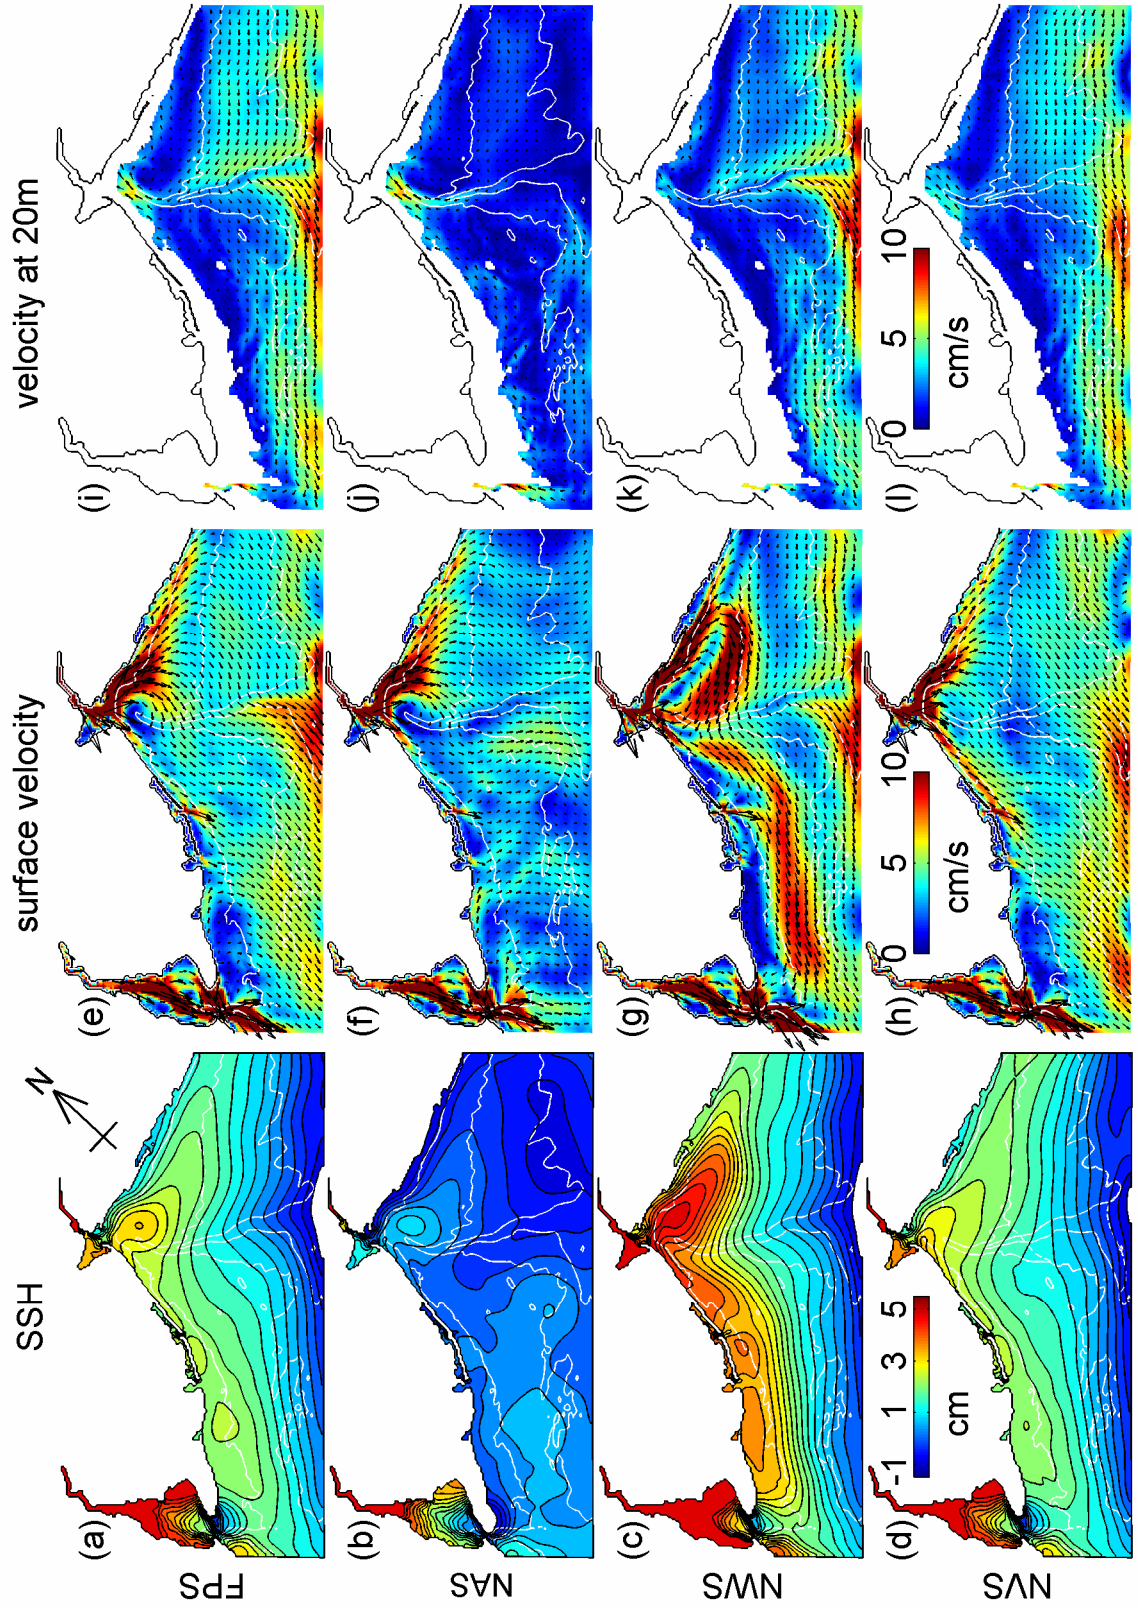 SSH
surface velocity
velocity at 20m
N
FPS
(a)
(e)
(i)
NAS
(b)
(f)
(j)
NWS
(c)
(g)
(k)
NVS
(d)
-1 1 3 5
cm
(h)
0 5 10
cm/s
(l)
0 5 10
cm/s